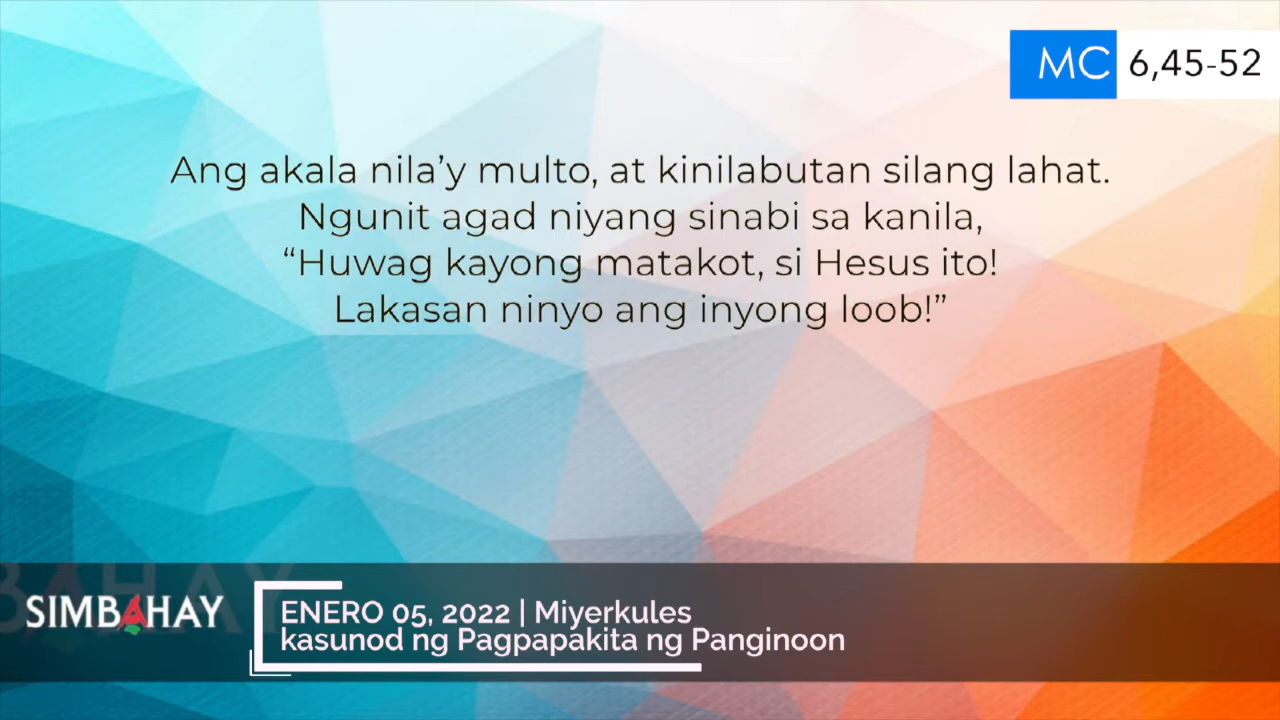 MC 6,45-52
Ang akala nila’y multo, at kinilabutan silang lahat.
Ngunit agad niyang sinabi sa kanila,
“Huwag kayong matakot, si Hesus ito!
Lakasan ninyo ang inyong loob!”
SIMBAHAY
ENERO 05, 2022 | Miyerkules
kasunod ng Pagpapakita ng Panginoon